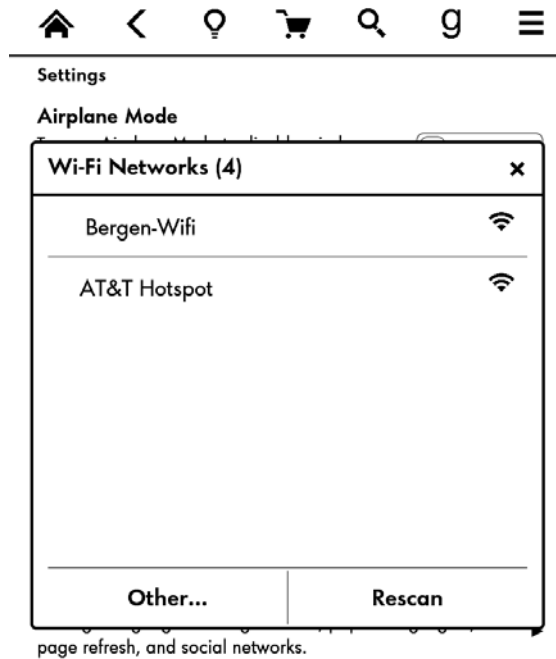 g
Settings
Airplane Mode
Wi-Fi Networks (4)
Bergen-Wifi
AT&T Hotspot
Other...
Rescan
page refresh, and social networks.